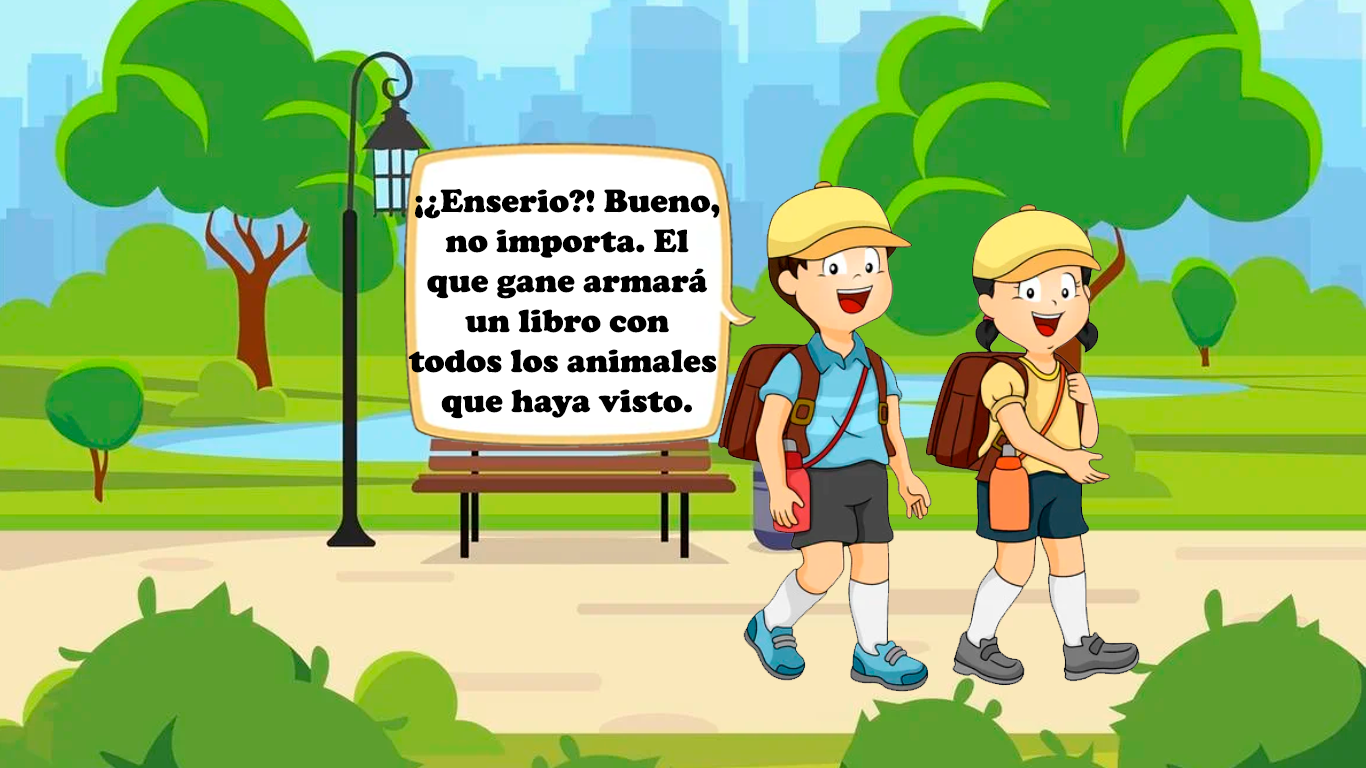 ¡¿Enserio?! Bueno,
no importa. El
que gane armará
un libro con
todos los animales
que haya visto.